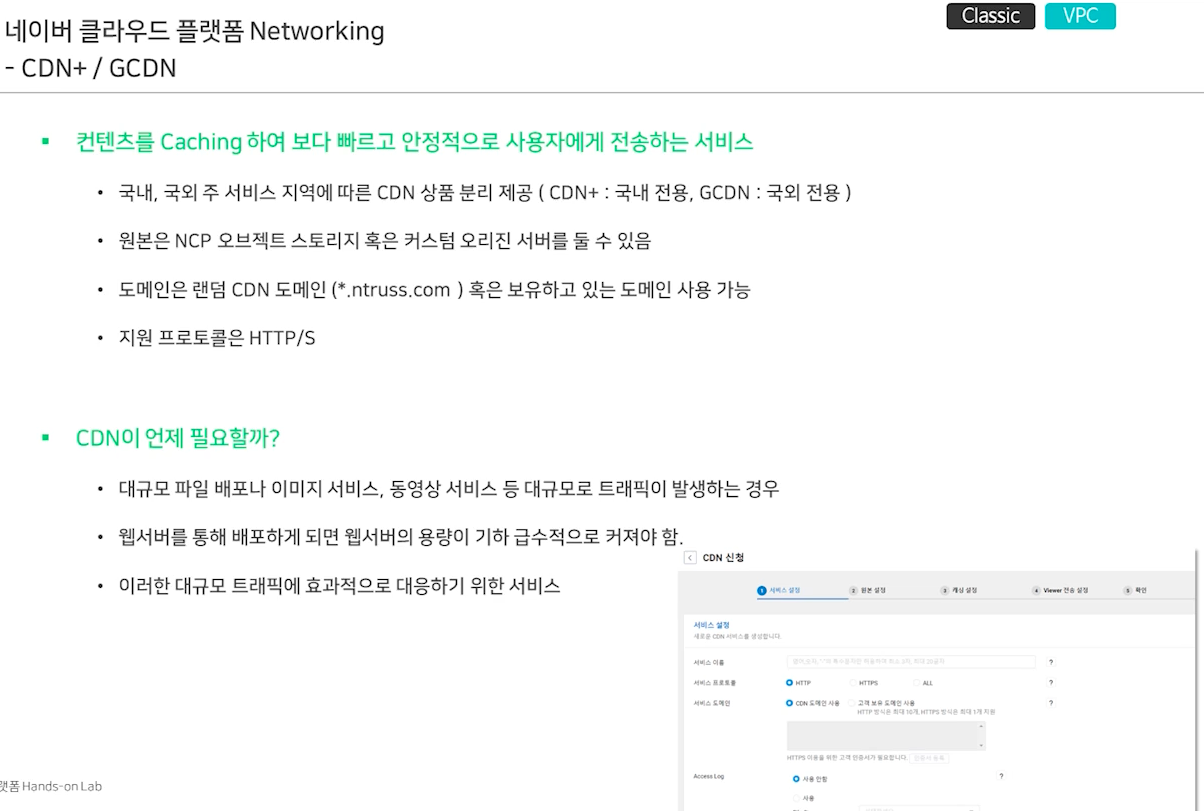 네이버 클라우드 플랫폼 Networking
Classic
VPC
- CDN+ / GCDN
컨텐츠를 Caching 하여 보다 빠르고 안정적으로 사용자에게 전송하는 서비스
국내, 국외 주 서비스 지역에 따른 CDN 상품 분리 제공 ( CDN+ : 국내 전용, GCDN : 국외 전용 )
원본은 NCP 오브젝트 스토리지 혹은 커스텀 오리진 서버를 둘 수 있음
도메인은 랜덤 CDN 도메인 (*.ntruss.com ) 혹은 보유하고 있는 도메인 사용 가능
지원 프로토콜은 HTTP/S
CDN이 언제 필요할까?
대규모 파일 배포나 이미지 서비스, 동영상 서비스 등 대규모로 트래픽이 발생하는 경우
웹서버를 통해 배포하게 되면 웹서버의 용량이 기하 급수적으로 커져야 함.
이러한 대규모 트래픽에 효과적으로 대응하기 위한 서비스
CDN 신청
1 서비스 설정 2 원본 설정 3 캐싱 설정 4 Viewer 전송 설정 5 확인
서비스 설정
새로운 CDN 서비스를 생성합니다.
서비스 이름
?
서비스 프로토콜 HTTP HTTPS ALL ?
서비스 도메인 CDN 도메인 사용 고객 보유 도메인 사용 ?
HTTP 방식은 최대 10개, HTTPS 방식은 최대 1개 지원
HTTPS 이용을 위한 고객 인증서가 필요합니다. 인증서 등록
Access Log 사용 안함 ?
사용
랫폼 Hands-on Lab